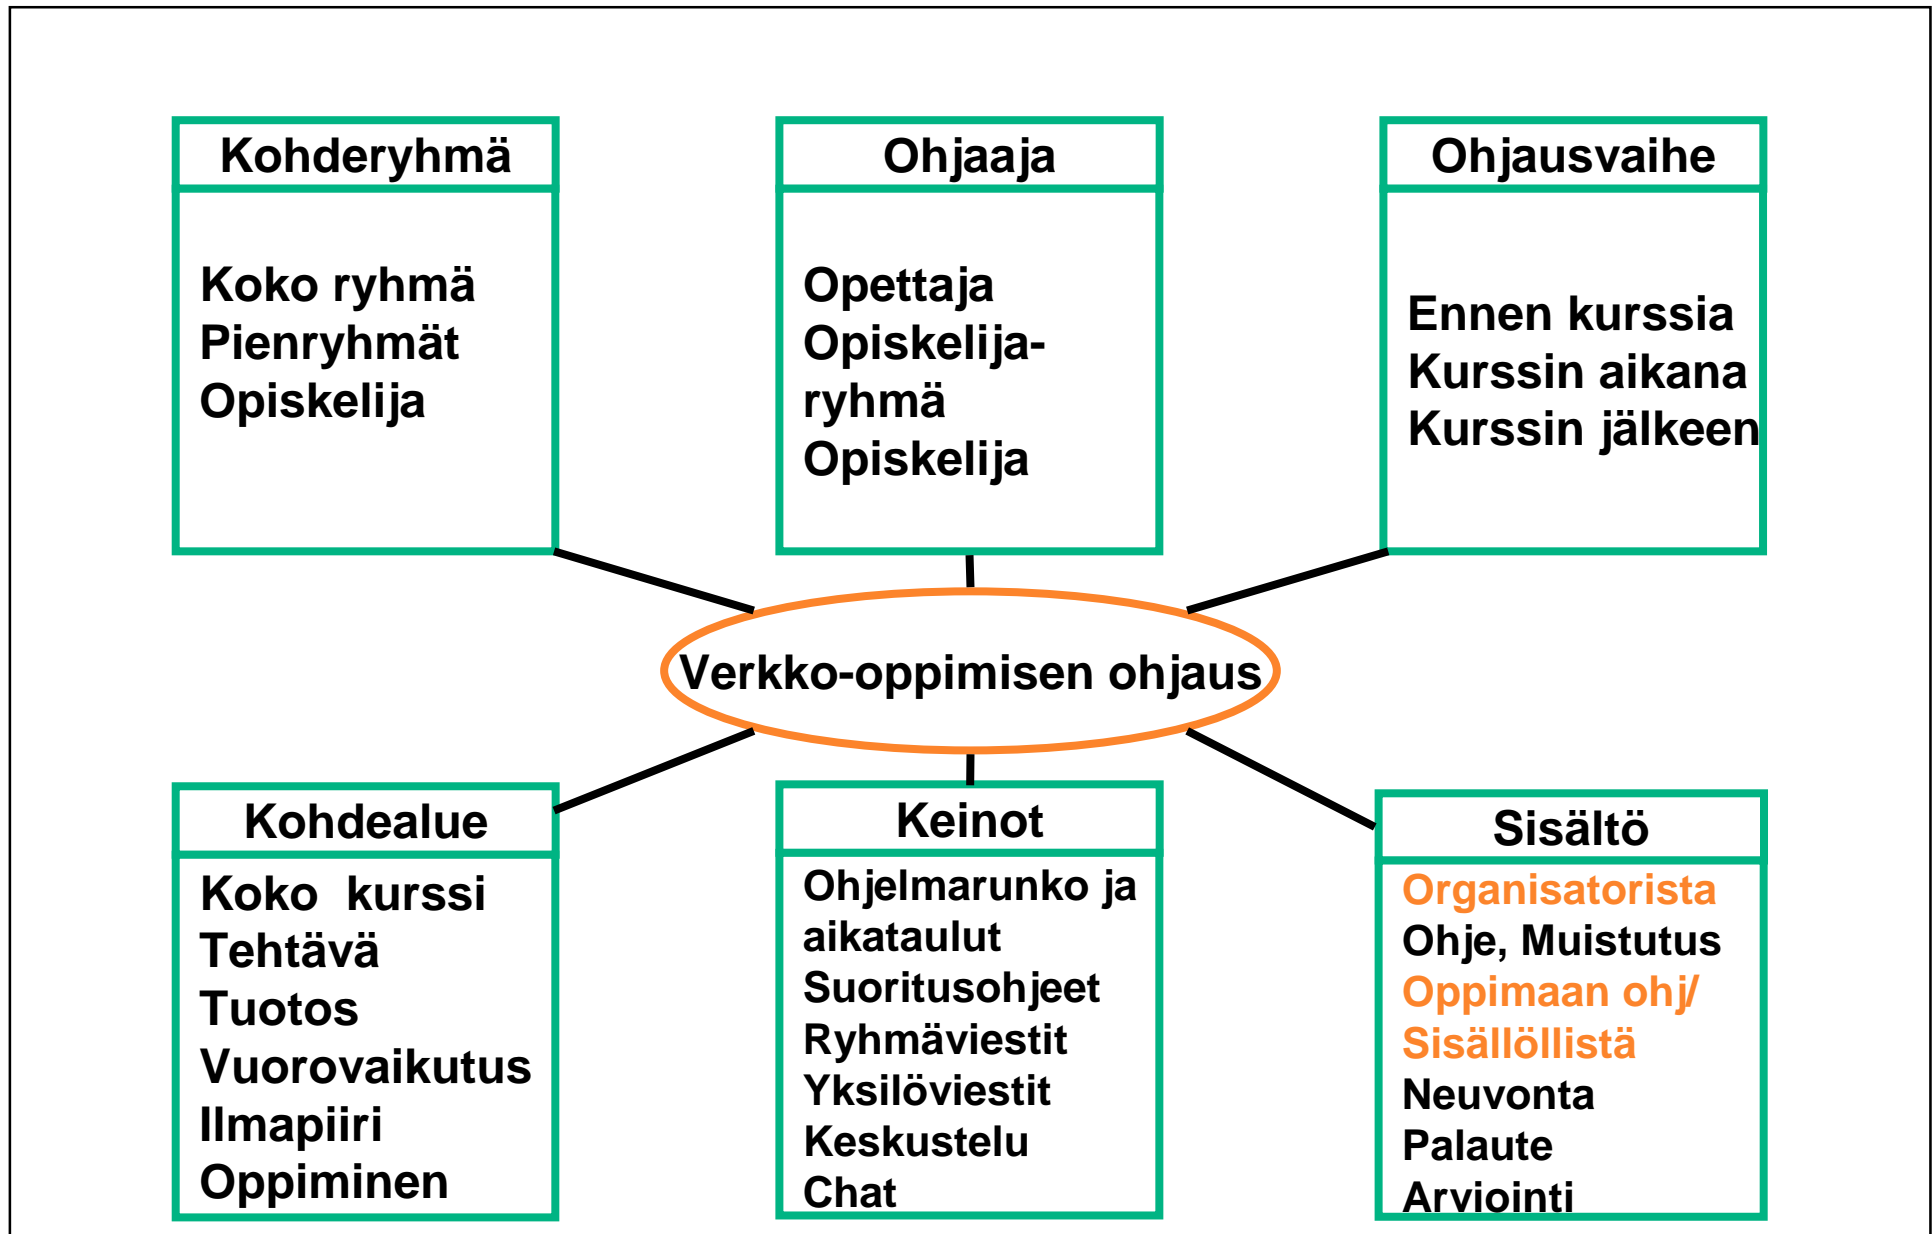 Kohderyhmä
Koko ryhmä
Pienryhmät
Opiskelija
Ohjaaja
Opettaja
Opiskelija-
ryhmä
Opiskelija
Ohjausvaihe
Ennen kurssia
Kurssin aikana
Kurssin jälkeen
Verkko-oppimisen ohjaus
Kohdealue
Koko kurssi
Tehtävä
Tuotos
Vuorovaikutus
Ilmapiiri
Oppiminen
Keinot
Ohjelmarunko ja
aikataulut
Suoritusohjeet
Ryhmäviestit
Yksilöviestit
Keskustelu
Chat
Sisältö
Organisatorista
Ohje, Muistutus
Oppimaan ohj/
Sisällöllistä
Neuvonta
Palaute
Arviointi